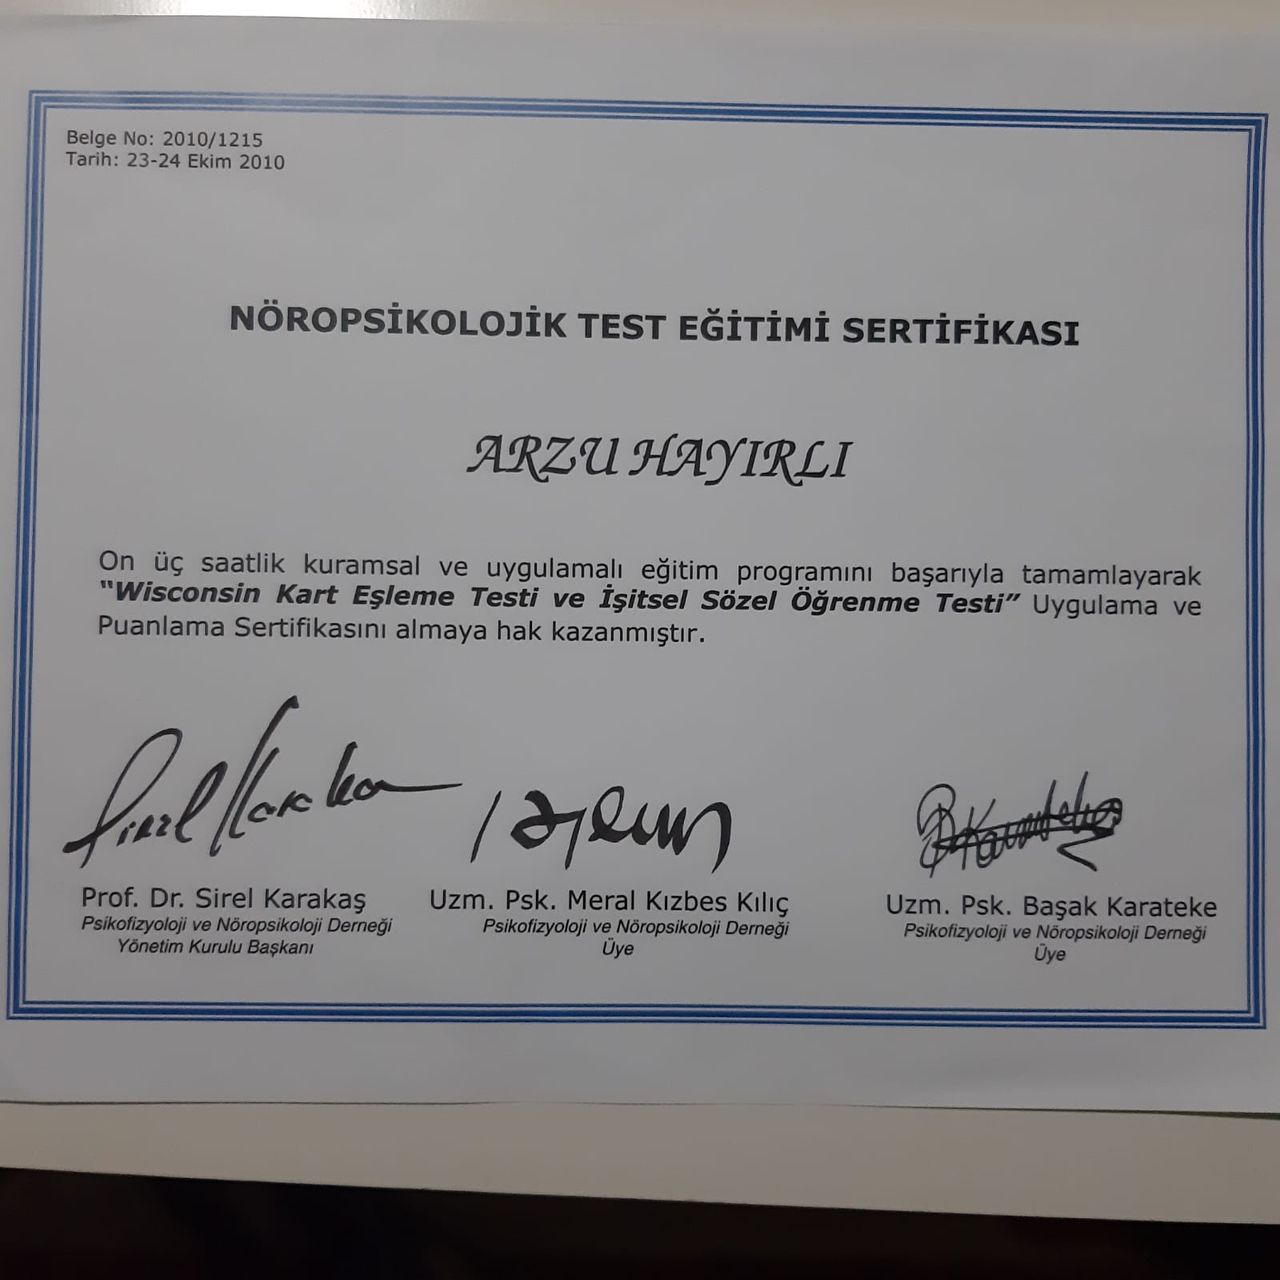 Belge No: 2010/1215
Tarih: 23-24 Ekim 2010
NÖROPSİKOLOJİK TEST EĞİTİMİ SERTİFİKASI
ARZU HAYIRLI
On üç saatlik kuramsal ve uygulamalı eğitim programını başarıyla tamamlayarak
“Wisconsin Kart Eşleme Testi ve İşitsel Sözel Öğrenme Testi” Uygulama ve
Puanlama Sertifikasını almaya hak kazanmıştır.
Sirel Karakaş
B. Karateke
Prof. Dr. Sirel Karakaş
Psikofizyoloji ve Nöropsikoloji Derneği
Yönetim Kurulu Başkanı
Uzm. Psk. Meral Kızbes Kılıç
Psikofizyoloji ve Nöropsikoloji Derneği
Üye
Uzm. Psk. Başak Karateke
Psikofizyoloji ve Nöropsikoloji Derneği
Üye